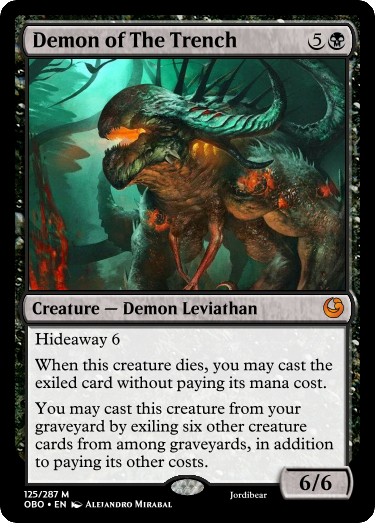 Demon of The Trench 5
Creature — Demon Leviathan
Hideaway 6
When this creature dies, you may cast the
exiled card without paying its mana cost.
You may cast this creature from your
graveyard by exiling six other creature
cards from among graveyards, in addition
to paying its other costs.
6/6
125/287 M
OBO • EN Alejandro Mirabal
Jordibear